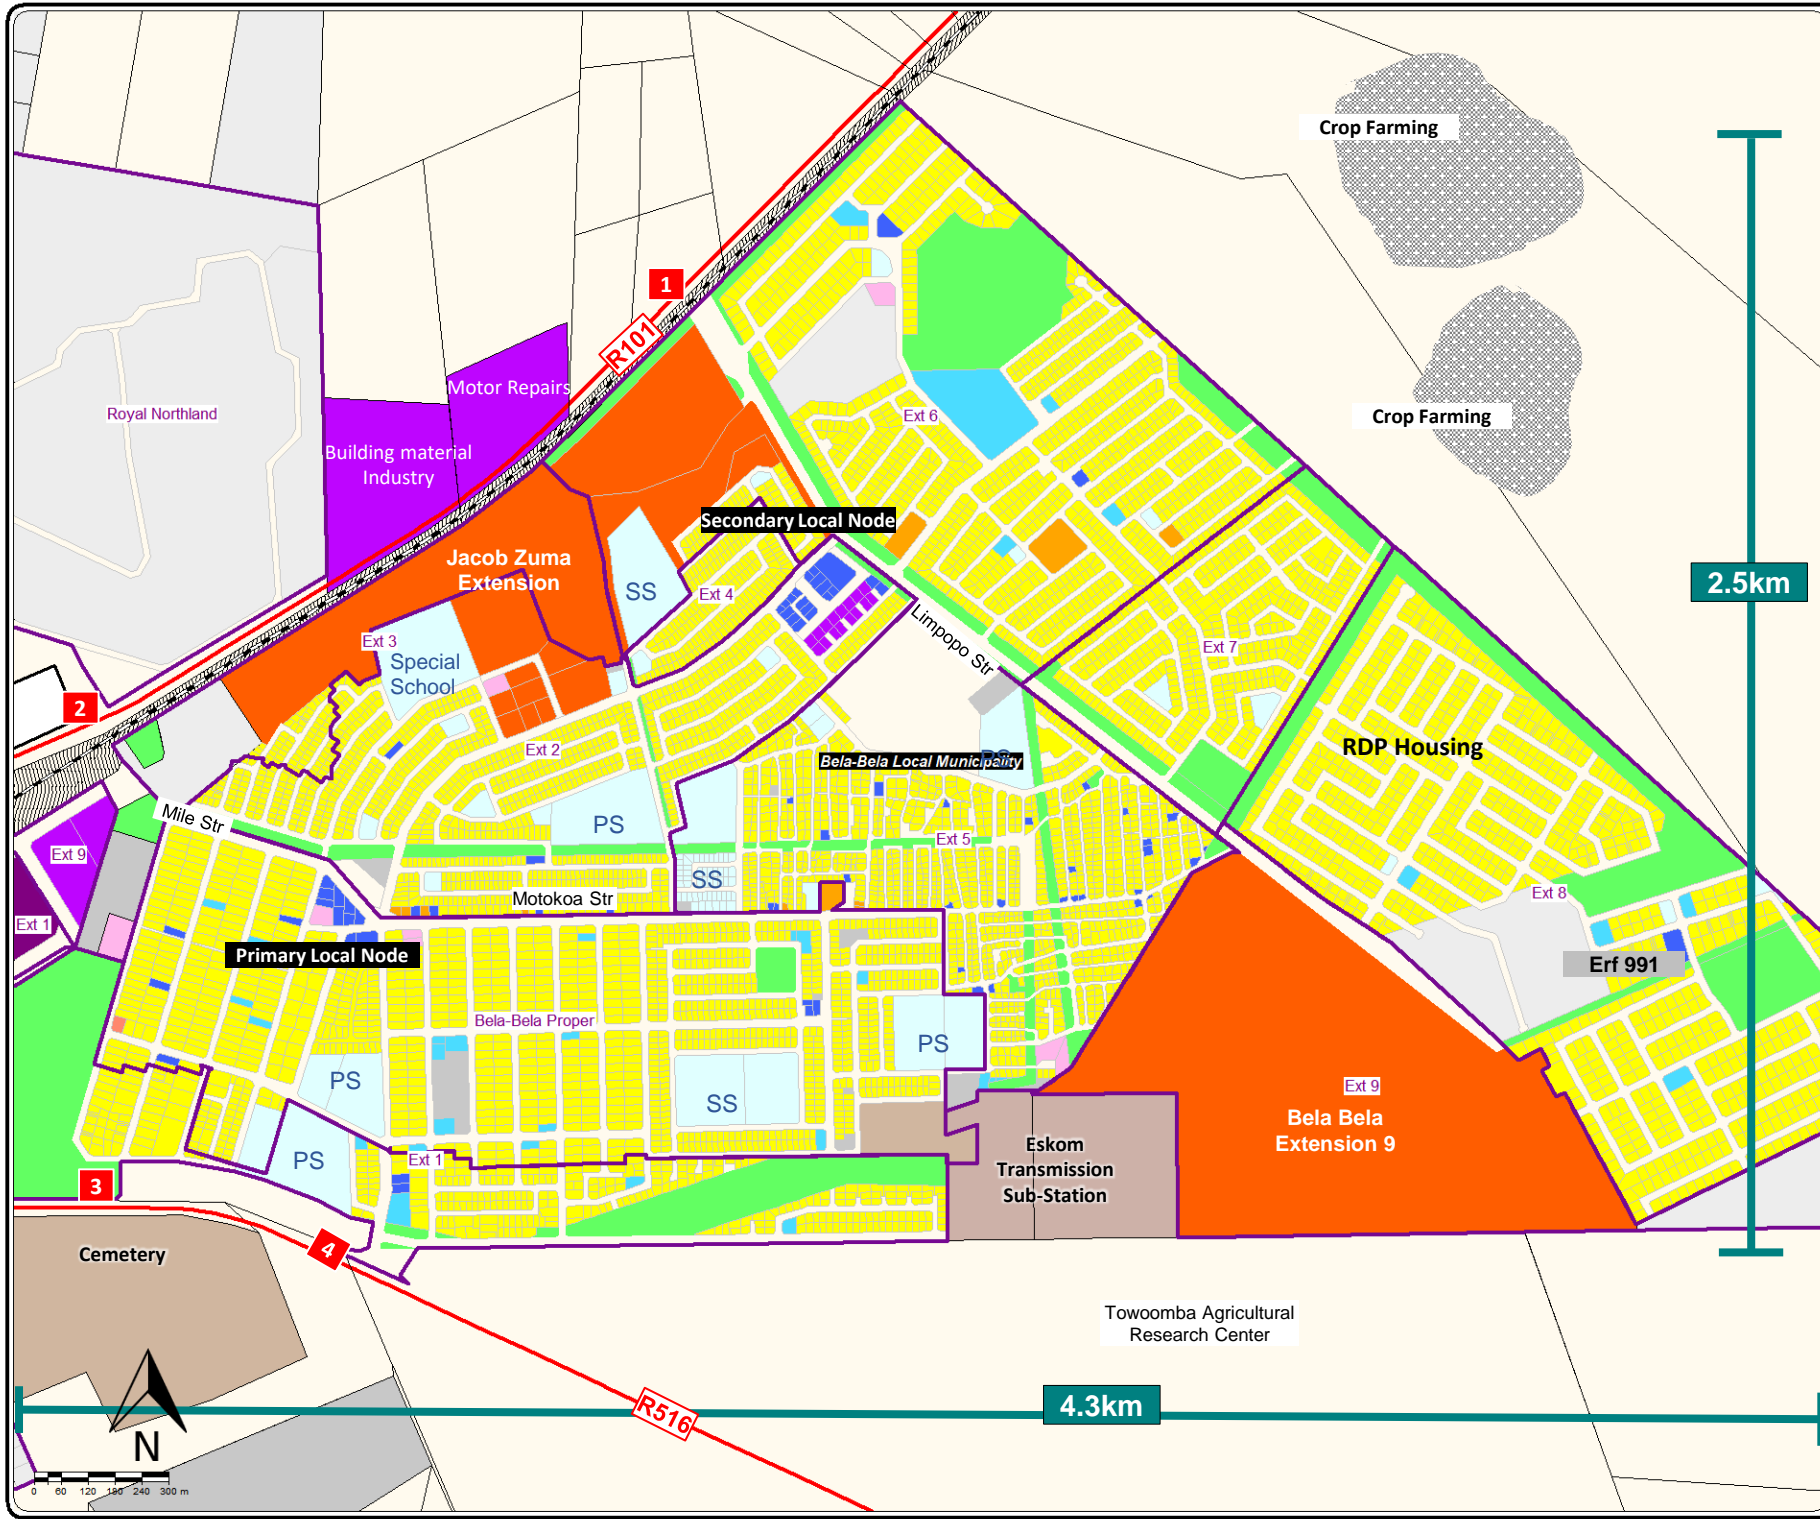 Crop Farming
1
R101
Motor Repairs
Crop Farming
Royal Northland
Ext 6
Building material
Industry
Secondary Local Node
Jacob Zuma
Extension
2.5km
SS
Ext 4
Limpopo Str
Ext 3
Special
School
Ext 7
2
Ext 2
RDP Housing
Bela-Bela Local Municipality
PS
Mile Str
PS
Ext 5
Ext 9
SS
Motokoa Str
Ext 8
Ext 1
Primary Local Node
Erf 991
Bela-Bela Proper
PS
PS
SS
Ext 9
Bela Bela
Extension 9
Eskom
Transmission
Sub-Station
PS
Ext 1
3
4
Cemetery
Towoomba Agricultural
Research Center
4.3km
R516
N
0 60 120 180 240 300 m